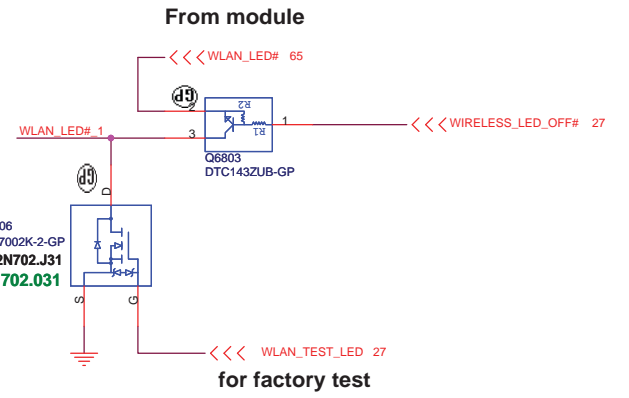 From module
WLAN_LED# 65
GP
2
R2
R1
1
WIRELESS_LED_OFF# 27
WLAN_LED#_1
3
Q6803
DTC143ZUB-GP
GP
D
06
7002K-2-GP
2N702.J31
702.031
S
G
WLAN_TEST_LED 27
for factory test